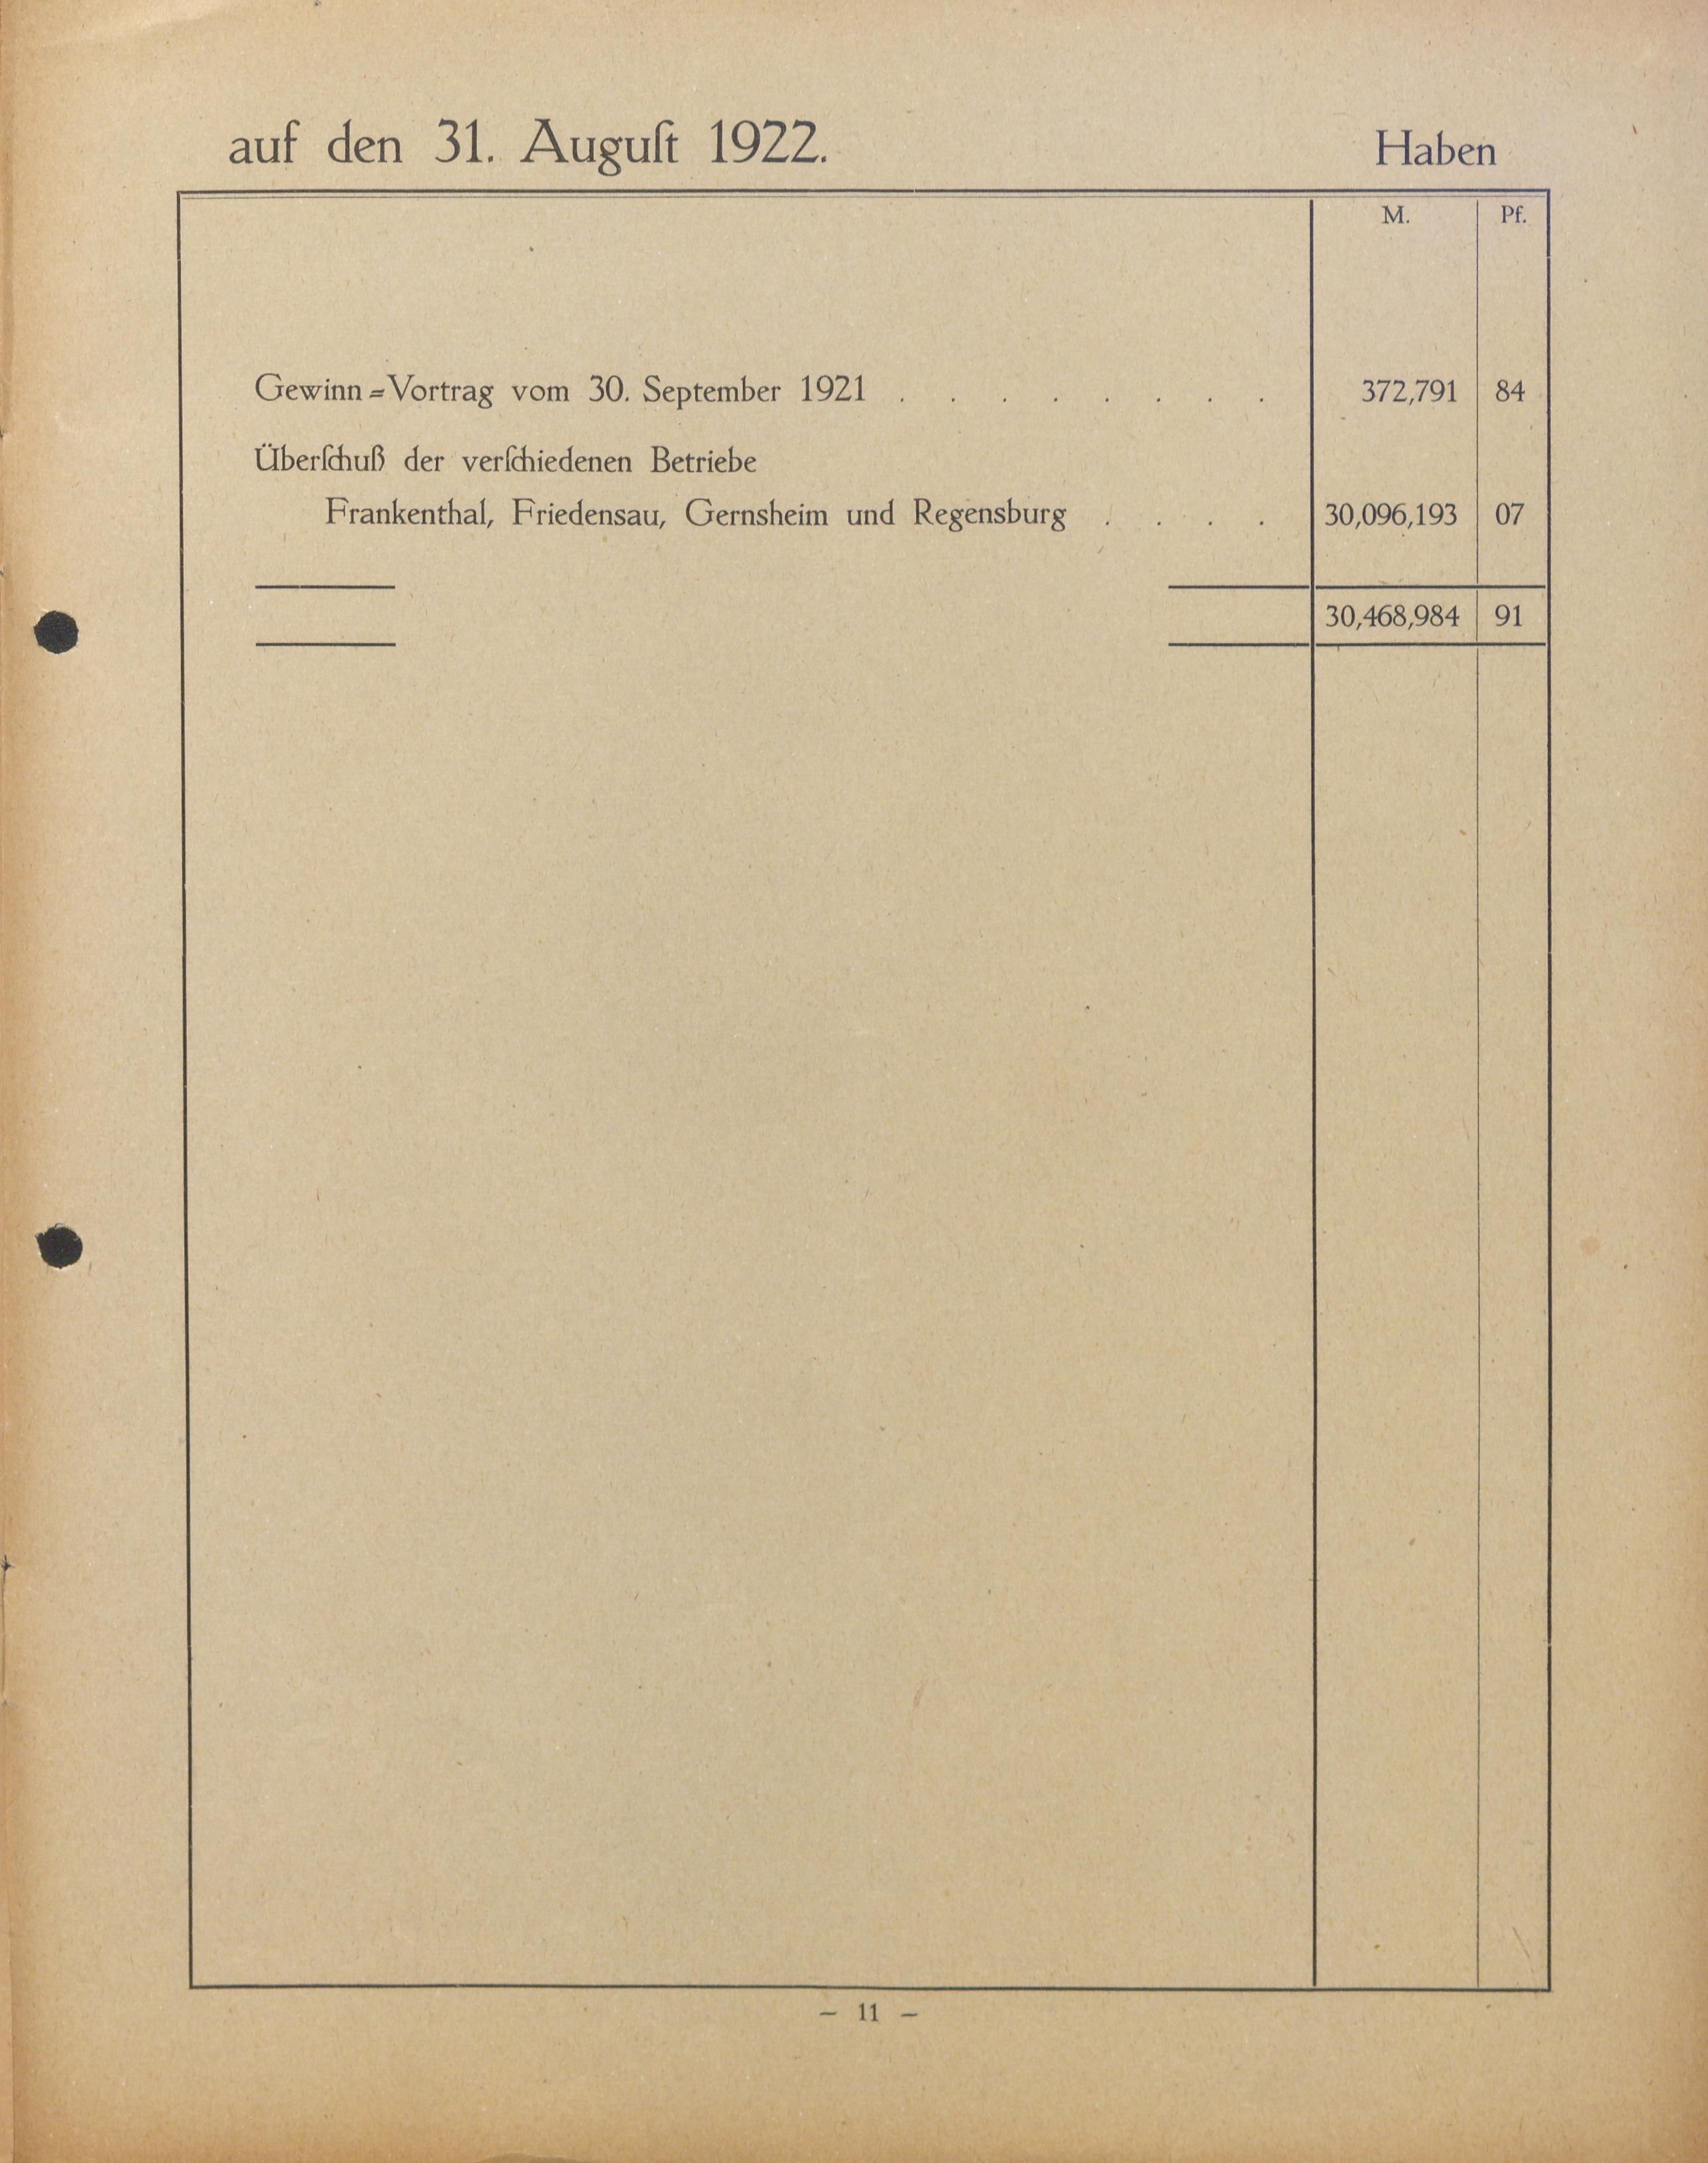 auf den 31. Auguſt 1922. Haben
M. Pf.
Gewinn=Vortrag vom 30. September 1921 . . . . . . . . 372,791 84
Überſchuß der verſchiedenen Betriebe
Frankenthal, Friedensau, Gernsheim und Regensburg . . . . 30,096,193 07
30,468,984 91
— 11 —